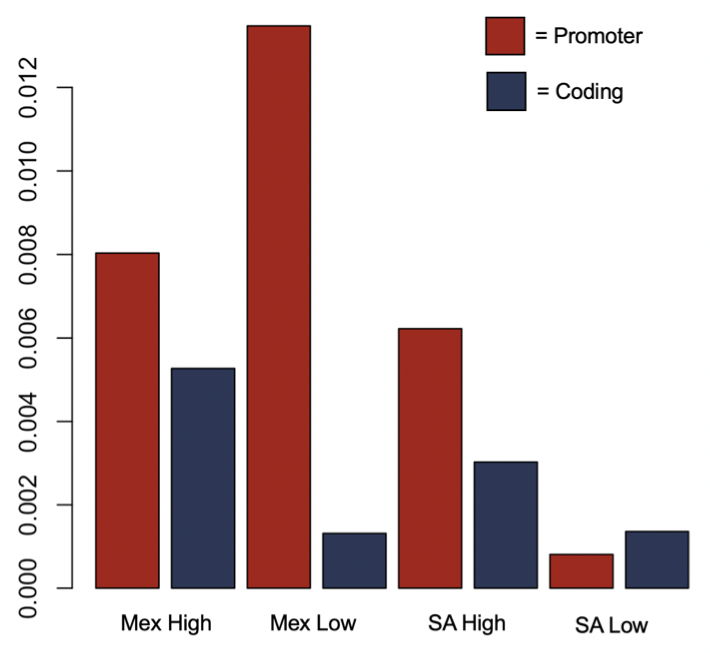 = Promoter
= Coding
0.012
0.010
0.008
0.006
0.004
0.002
0.000
Mex High
Mex Low
SA High
SA Low